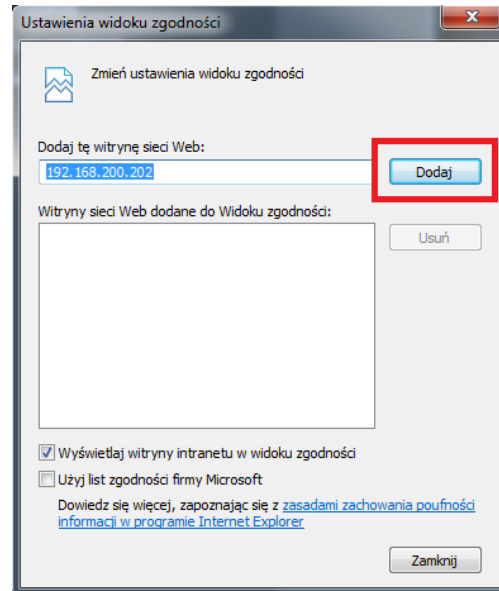 Ustawienia widoku zgodności
Zmień ustawienia widoku zgodności
Dodaj tę witrynę sieci Web:
192.168.200.202
Dodaj
Witryny sieci Web dodane do Widoku zgodności:
Usuń
Wyświetlaj witryny intranetu w widoku zgodności
Użyj list zgodności firmy Microsoft
Dowiedz się więcej, zapoznając się z zasadami zachowania poufności
informacji w programie Internet Explorer
Zamknij